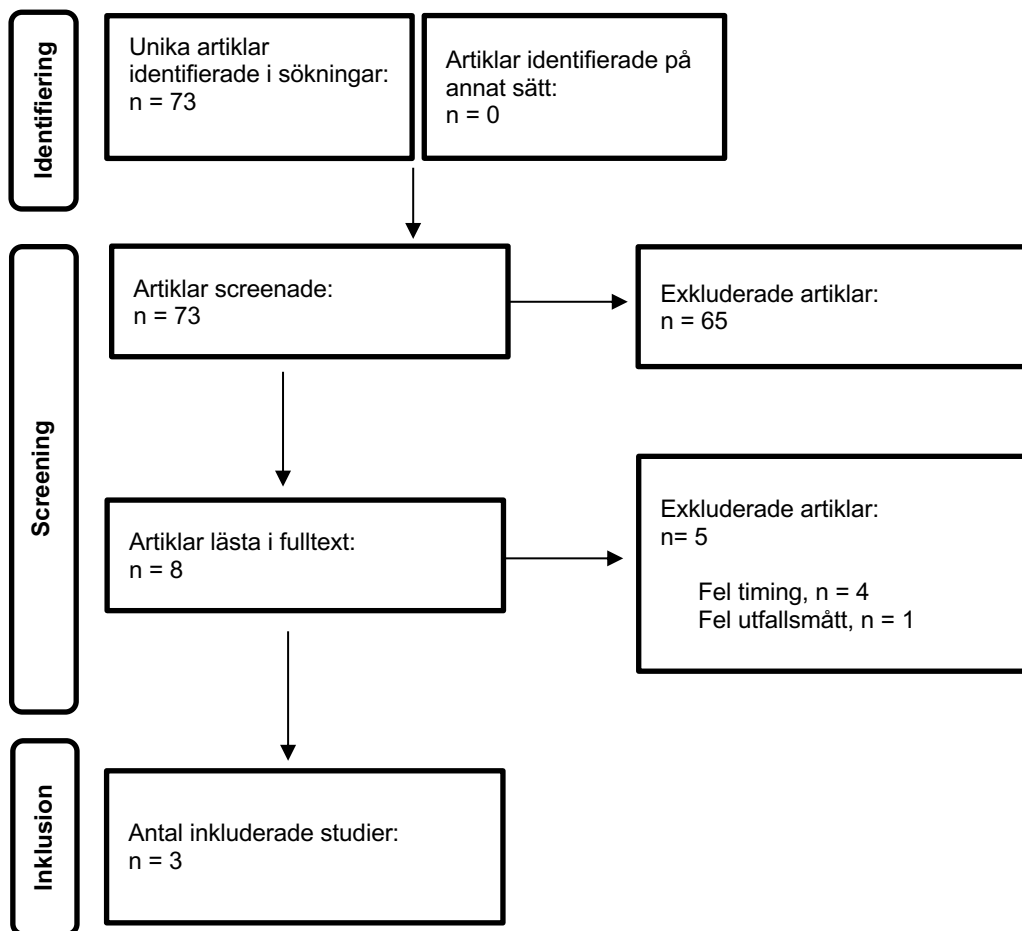 Identifiering
Unika artiklar
identifierade i sökningar:
n = 73
Artiklar identifierade på
annat sätt:
n = 0
Screening
Artiklar screenade:
n = 73
Exkluderade artiklar:
n = 65
Artiklar lästa i fulltext:
n = 8
Exkluderade artiklar:
n= 5
Fel timing, n = 4
Fel utfallsmått, n = 1
Inklusion
Antal inkluderade studier:
n = 3